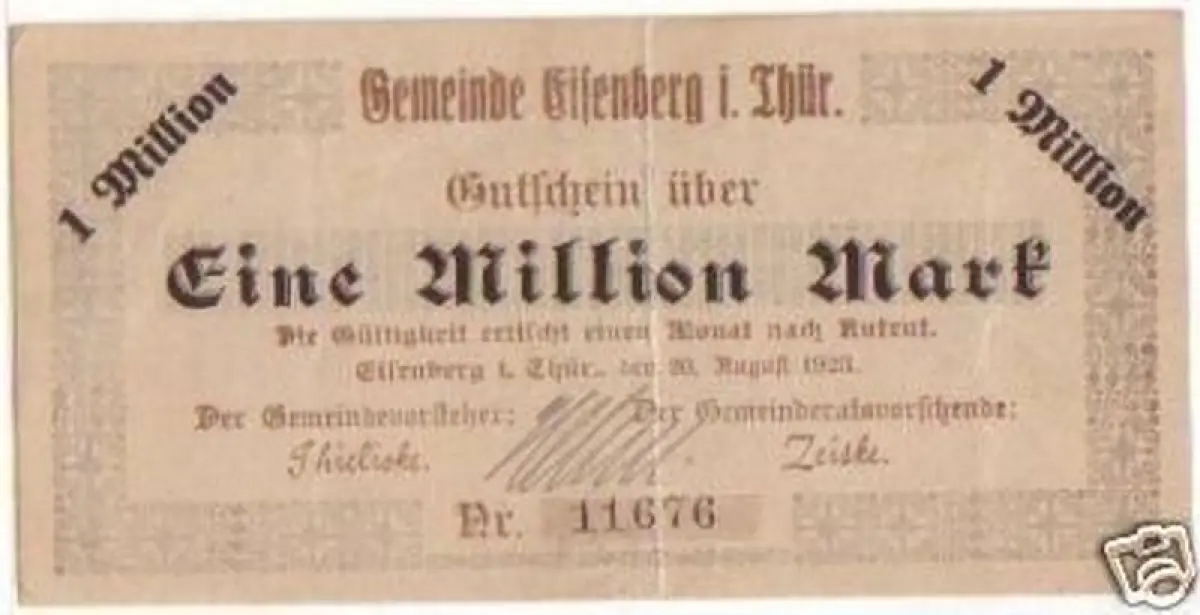 1 Million
Gemeinde Eisenberg i. Thür.
1 Million
Gutschein über
Eine Million Mark
Die Gültigkeit erlischt einen Monat nach Aufruf.
Eisenberg i. Thür., den 20. August 1923.
Der Gemeindevorsteher: Der Gemeinderatsvorsitzende:
Zeiske.
Nr. 11676